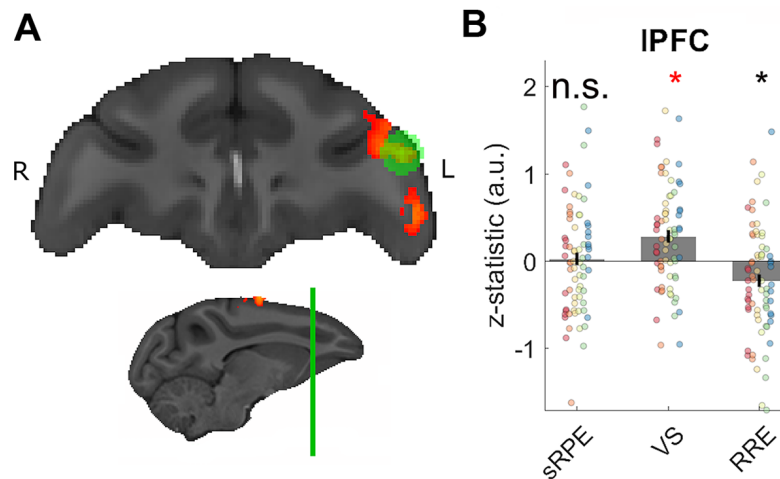 A
R
L
B
lPFC
n.s.
*
*
z-statistic (a.u.)
2
1
0
-1
sRPE
VS
RRE